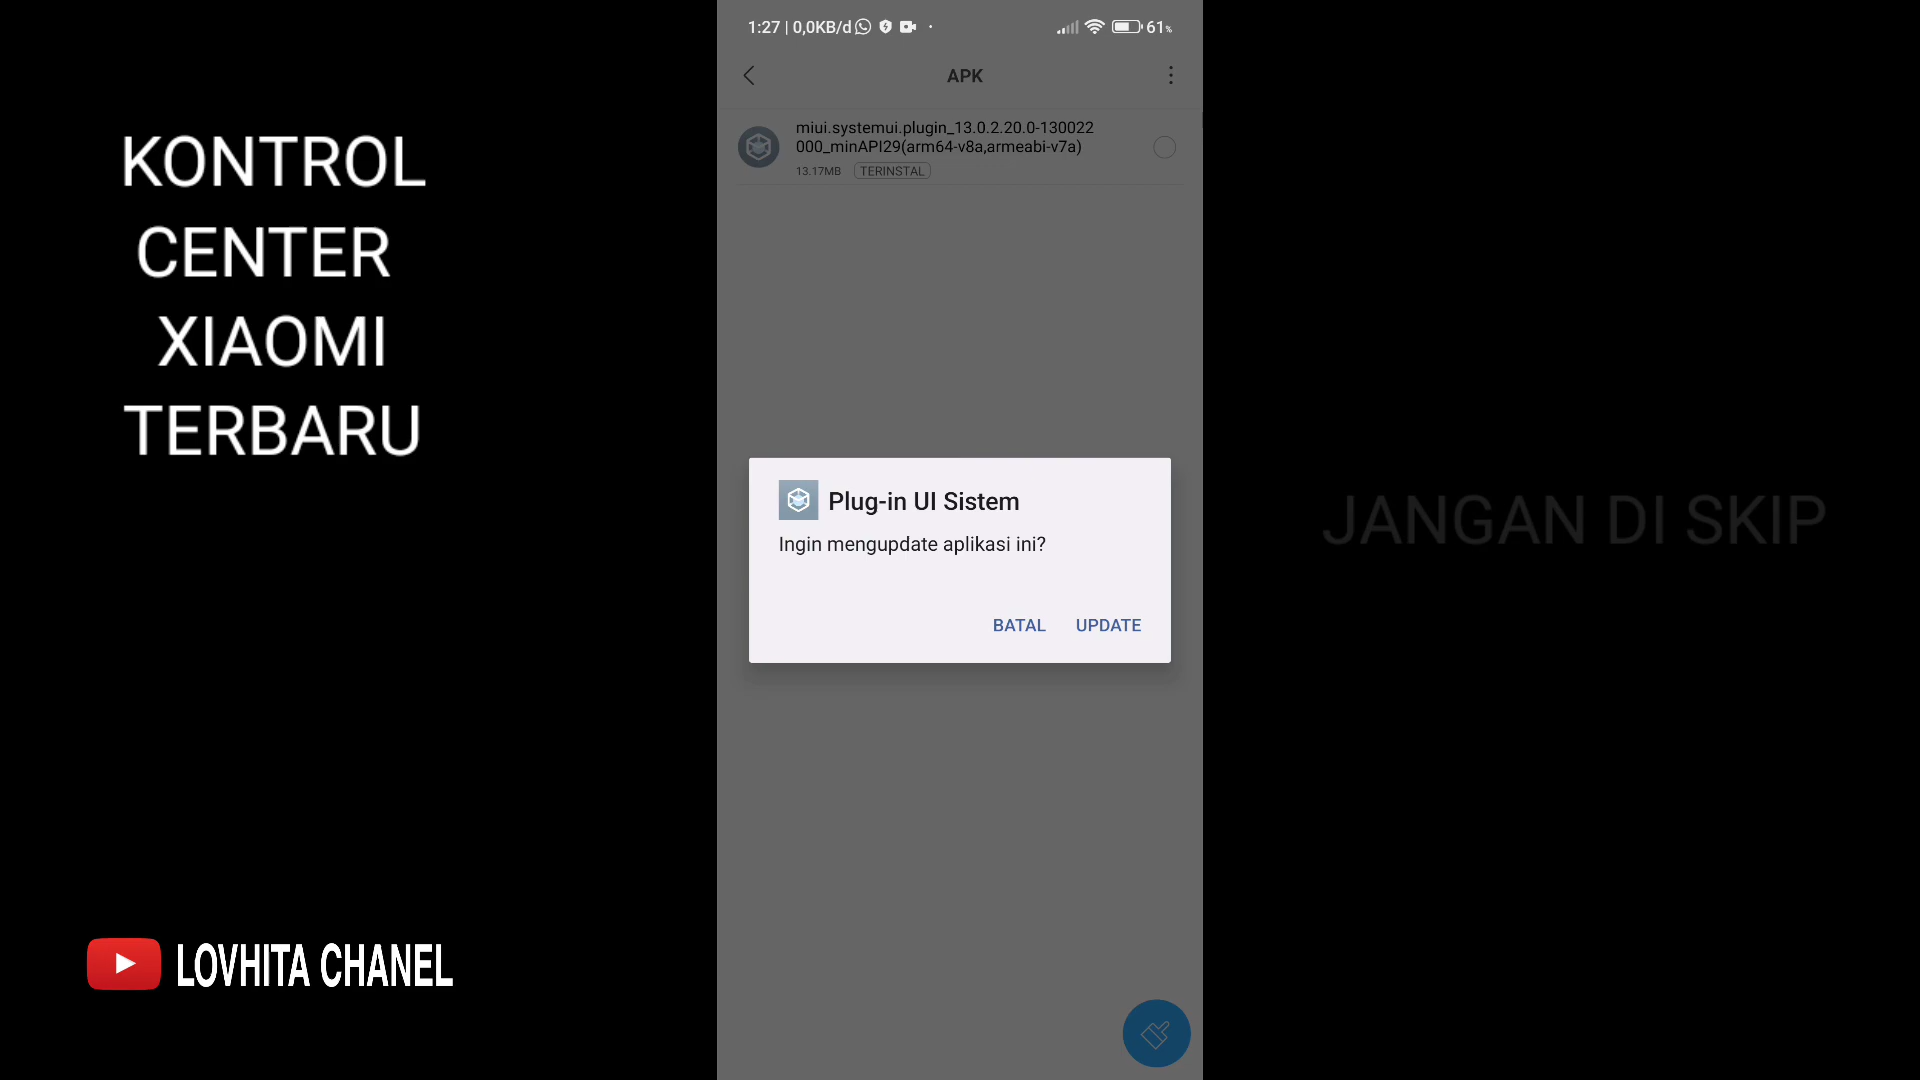 KONTROL
CENTER
XIAOMI
TERBARU
LOVHITA CHANEL
1:27 | 0,0KB/d
61%
APK
miui.systemui.plugin_13.0.2.20.0-130022
000_minAPI29(arm64-v8a,armeabi-v7a)
13.17MB TERINSTAL
Plug-in UI Sistem
Ingin mengupdate aplikasi ini?
BATAL UPDATE
JANGAN DI SKIP